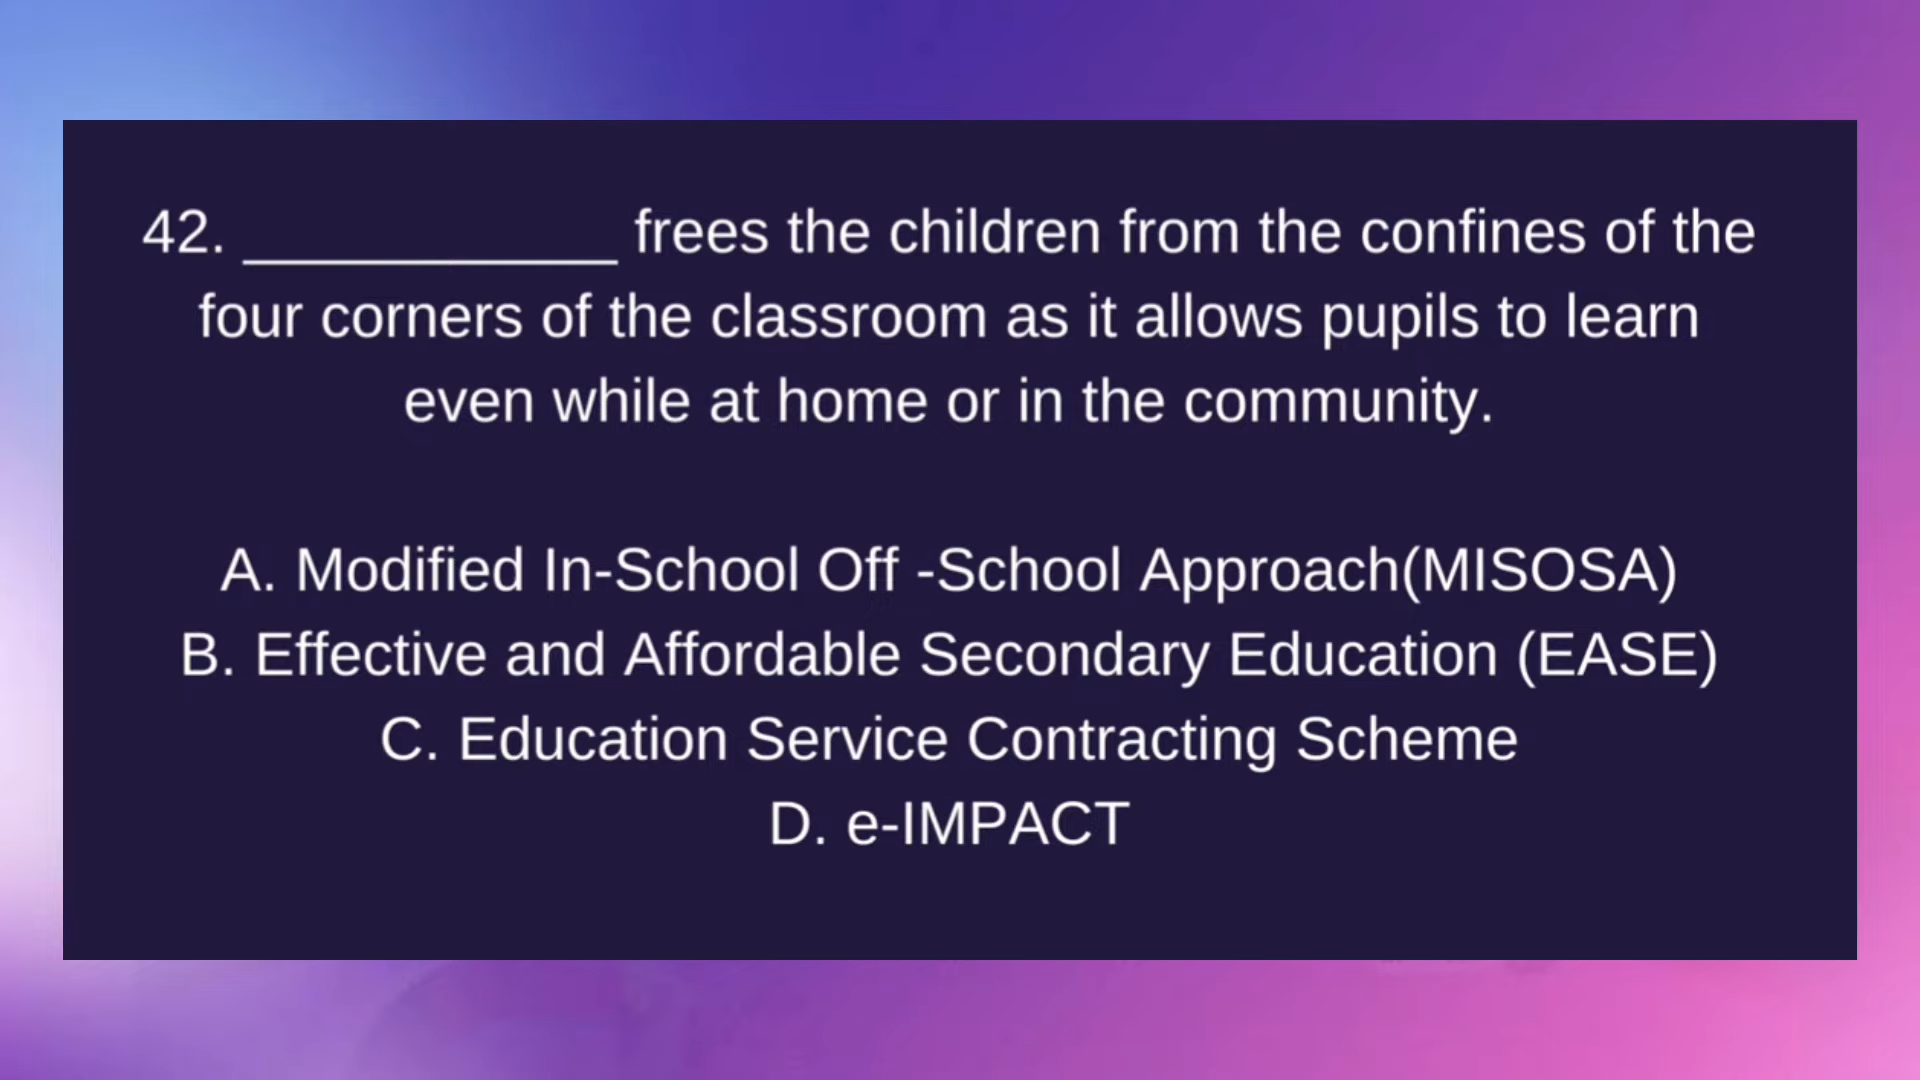 42. ___________ frees the children from the confines of the
four corners of the classroom as it allows pupils to learn
even while at home or in the community.
A. Modified In-School Off -School Approach(MISOSA)
B. Effective and Affordable Secondary Education (EASE)
C. Education Service Contracting Scheme
D. e-IMPACT